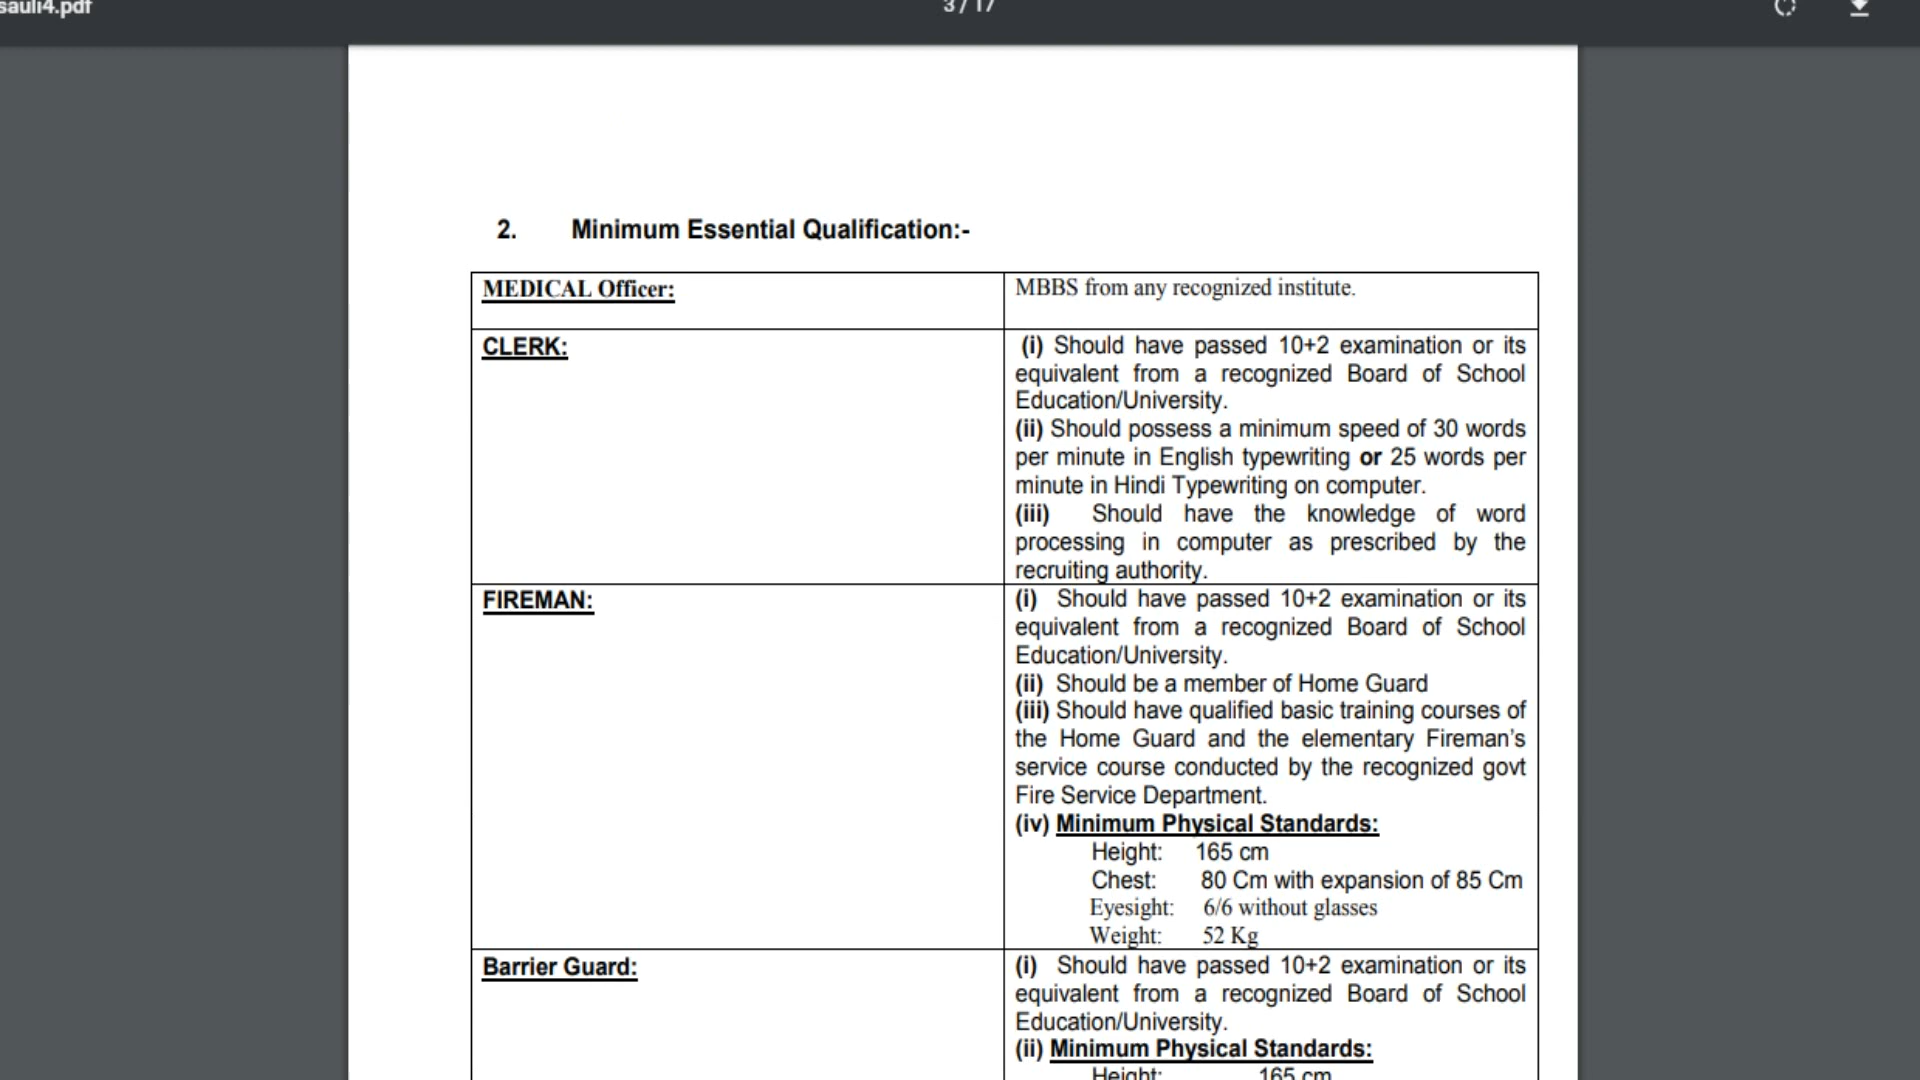 sauli4.pdf
3 / 17
2. Minimum Essential Qualification:-
MEDICAL Officer:
MBBS from any recognized institute.
CLERK:
(i) Should have passed 10+2 examination or its
equivalent from a recognized Board of School
Education/University.
(ii) Should possess a minimum speed of 30 words
per minute in English typewriting or 25 words per
minute in Hindi Typewriting on computer.
(iii) Should have the knowledge of word
processing in computer as prescribed by the
recruiting authority.
FIREMAN:
(i) Should have passed 10+2 examination or its
equivalent from a recognized Board of School
Education/University.
(ii) Should be a member of Home Guard
(iii) Should have qualified basic training courses of
the Home Guard and the elementary Fireman's
service course conducted by the recognized govt
Fire Service Department.
(iv) Minimum Physical Standards:
Height: 165 cm
Chest: 80 Cm with expansion of 85 Cm
Eyesight: 6/6 without glasses
Weight: 52 Kg
Barrier Guard:
(i) Should have passed 10+2 examination or its
equivalent from a recognized Board of School
Education/University.
(ii) Minimum Physical Standards:
Height: 165 cm